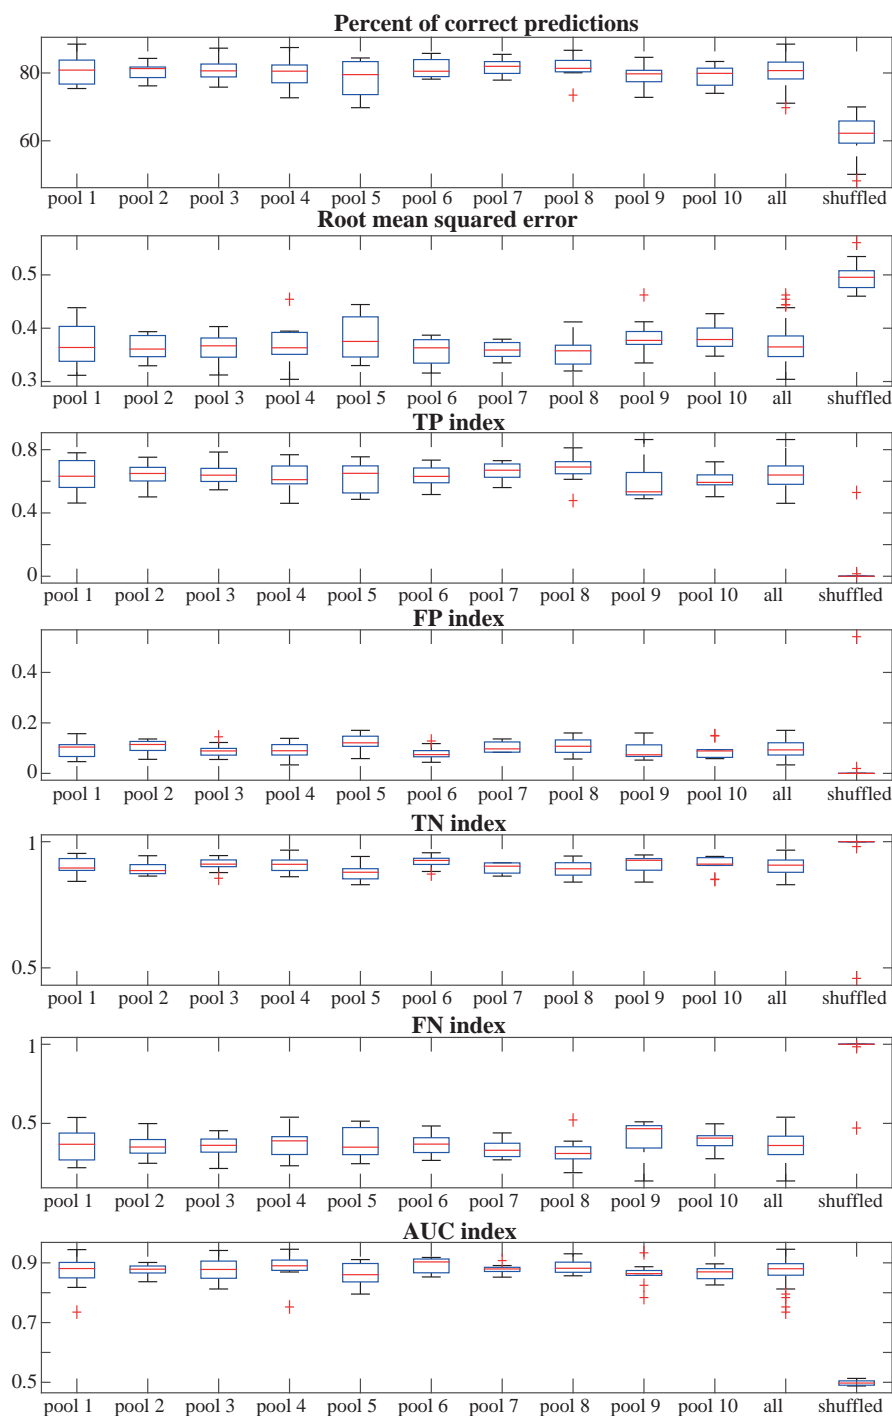 Percent of correct predictions
80
60
pool 1 pool 2 pool 3 pool 4 pool 5 pool 6 pool 7 pool 8 pool 9 pool 10 all shuffled
Root mean squared error
0.5
0.4
0.3
pool 1 pool 2 pool 3 pool 4 pool 5 pool 6 pool 7 pool 8 pool 9 pool 10 all shuffled
TP index
0.8
0.4
0
pool 1 pool 2 pool 3 pool 4 pool 5 pool 6 pool 7 pool 8 pool 9 pool 10 all shuffled
FP index
0.4
0.2
0
pool 1 pool 2 pool 3 pool 4 pool 5 pool 6 pool 7 pool 8 pool 9 pool 10 all shuffled
TN index
1
0.5
pool 1 pool 2 pool 3 pool 4 pool 5 pool 6 pool 7 pool 8 pool 9 pool 10 all shuffled
FN index
1
0.5
pool 1 pool 2 pool 3 pool 4 pool 5 pool 6 pool 7 pool 8 pool 9 pool 10 all shuffled
AUC index
0.9
0.7
0.5
pool 1 pool 2 pool 3 pool 4 pool 5 pool 6 pool 7 pool 8 pool 9 pool 10 all shuffled